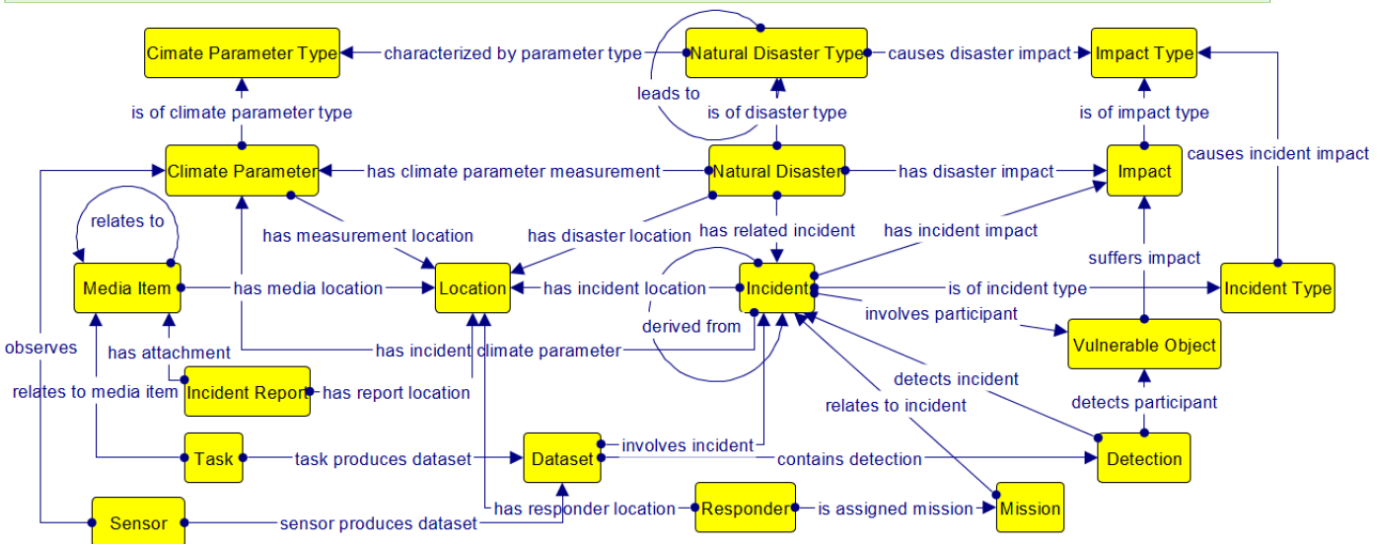 Cimate Parameter Type
characterized by parameter type
Natural Disaster Type
causes disaster impact
Impact Type
leads to
is of climate parameter type
is of disaster type
is of impact type
causes incident impact
Climate Parameter
has climate parameter measurement
Natural Disaster
has disaster impact
Impact
relates to
has measurement location
has disaster location
has related incident
has incident impact
suffers impact
Media Item
has media location
Location
has incident location
Incident
is of incident type
Incident Type
involves participant
derived from
Vulnerable Object
observes
has attachment
has incident climate parameter
relates to media item
Incident Report
has report location
detects incident
relates to incident
detects participant
Task
task produces dataset
Dataset
involves incident
contains detection
Detection
has responder location
Responder
is assigned mission
Mission
Sensor
sensor produces dataset